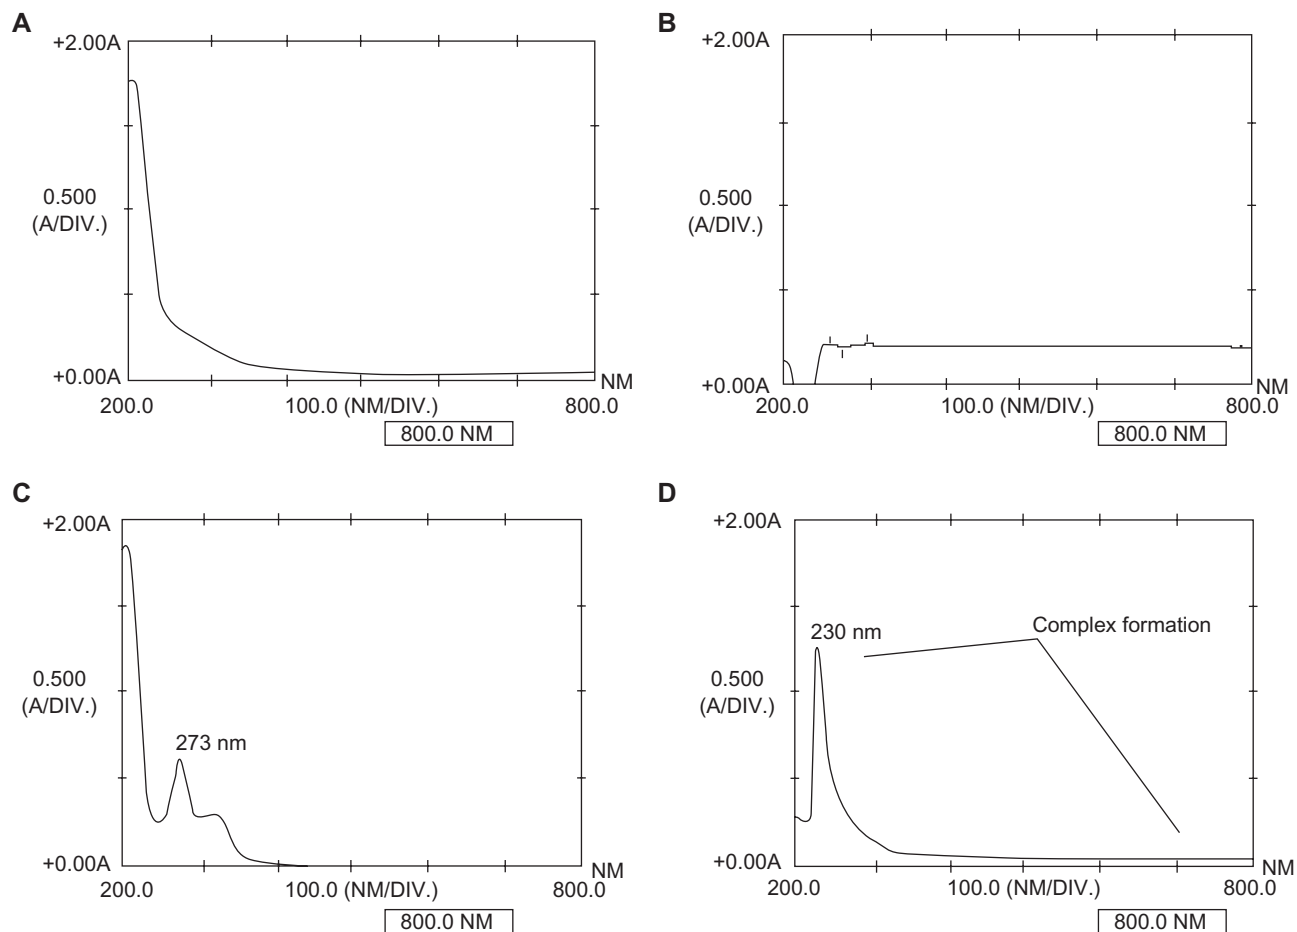 A
+2.00A
0.500
(A/DIV.)
+0.00A
NM
200.0
100.0 (NM/DIV.)
800.0
800.0 NM
B
+2.00A
0.500
(A/DIV.)
+0.00A
NM
200.0
100.0 (NM/DIV.)
800.0
800.0 NM
C
+2.00A
0.500
(A/DIV.)
273 nm
+0.00A
NM
200.0
100.0 (NM/DIV.)
800.0
800.0 NM
D
+2.00A
230 nm
Complex formation
0.500
(A/DIV.)
+0.00A
NM
200.0
100.0 (NM/DIV.)
800.0
800.0 NM